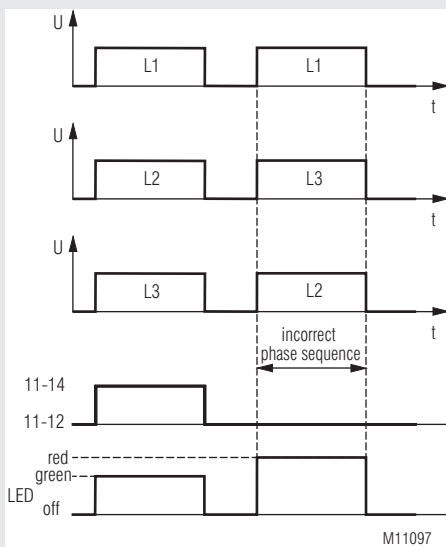 U
L1
L1
t
U
L2
L3
t
U
L3
L2
t
incorrect
phase sequence
11-14
11-12
red
green
LED
off
M11097